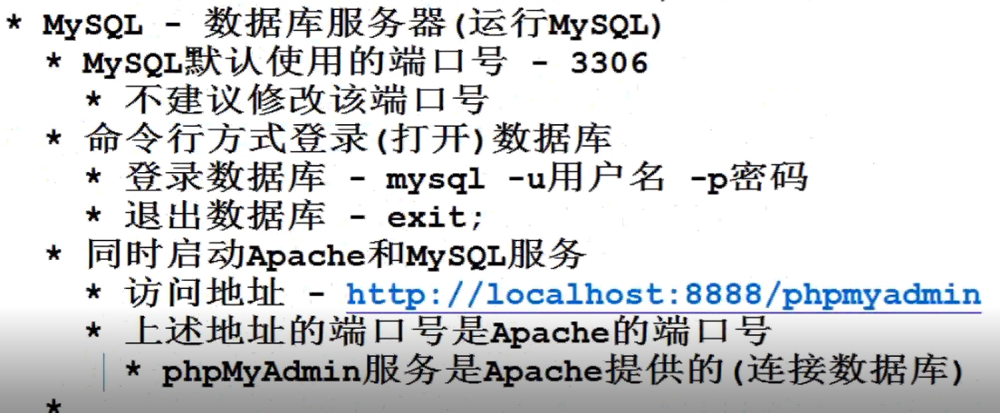 * MySQL - 数据库服务器(运行MySQL)
* MySQL默认使用的端口号 - 3306
* 不建议修改该端口号
* 命令行方式登录(打开)数据库
* 登录数据库 - mysql -u用户名 -p密码
* 退出数据库 - exit;
* 同时启动Apache和MySQL服务
* 访问地址 - http://localhost:8888/phpmyadmin
* 上述地址的端口号是Apache的端口号
* phpMyAdmin服务是Apache提供的(连接数据库)
*